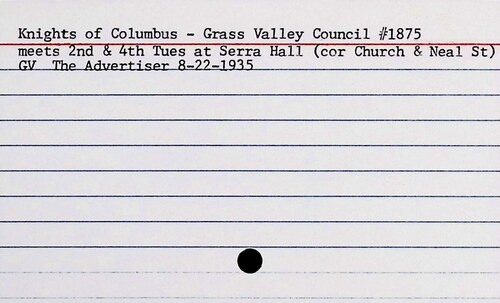 Knights of Columbus - Grass Valley Council #1875
meets 2nd & 4th Tues at Serra Hall (cor Church & Neal St)
GV  The Advertiser 8-22-1935